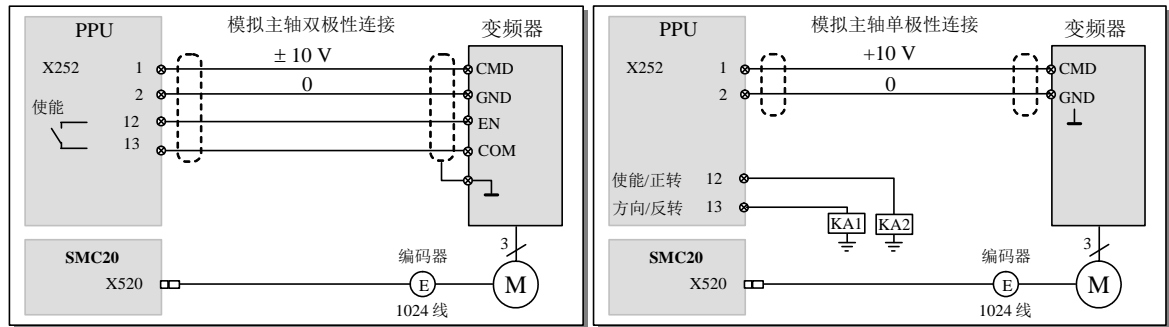 PPU
模拟主轴双极性连接
变频器
± 10 V
X252
1
CMD
0
2
GND
使能
12
EN
13
COM
SMC20
编码器
3
X520
E
M
1024 线
PPU
模拟主轴单极性连接
变频器
+10 V
X252
1
CMD
0
2
GND
使能/正转
12
方向/反转
13
KA1
KA2
SMC20
编码器
3
X520
E
M
1024 线